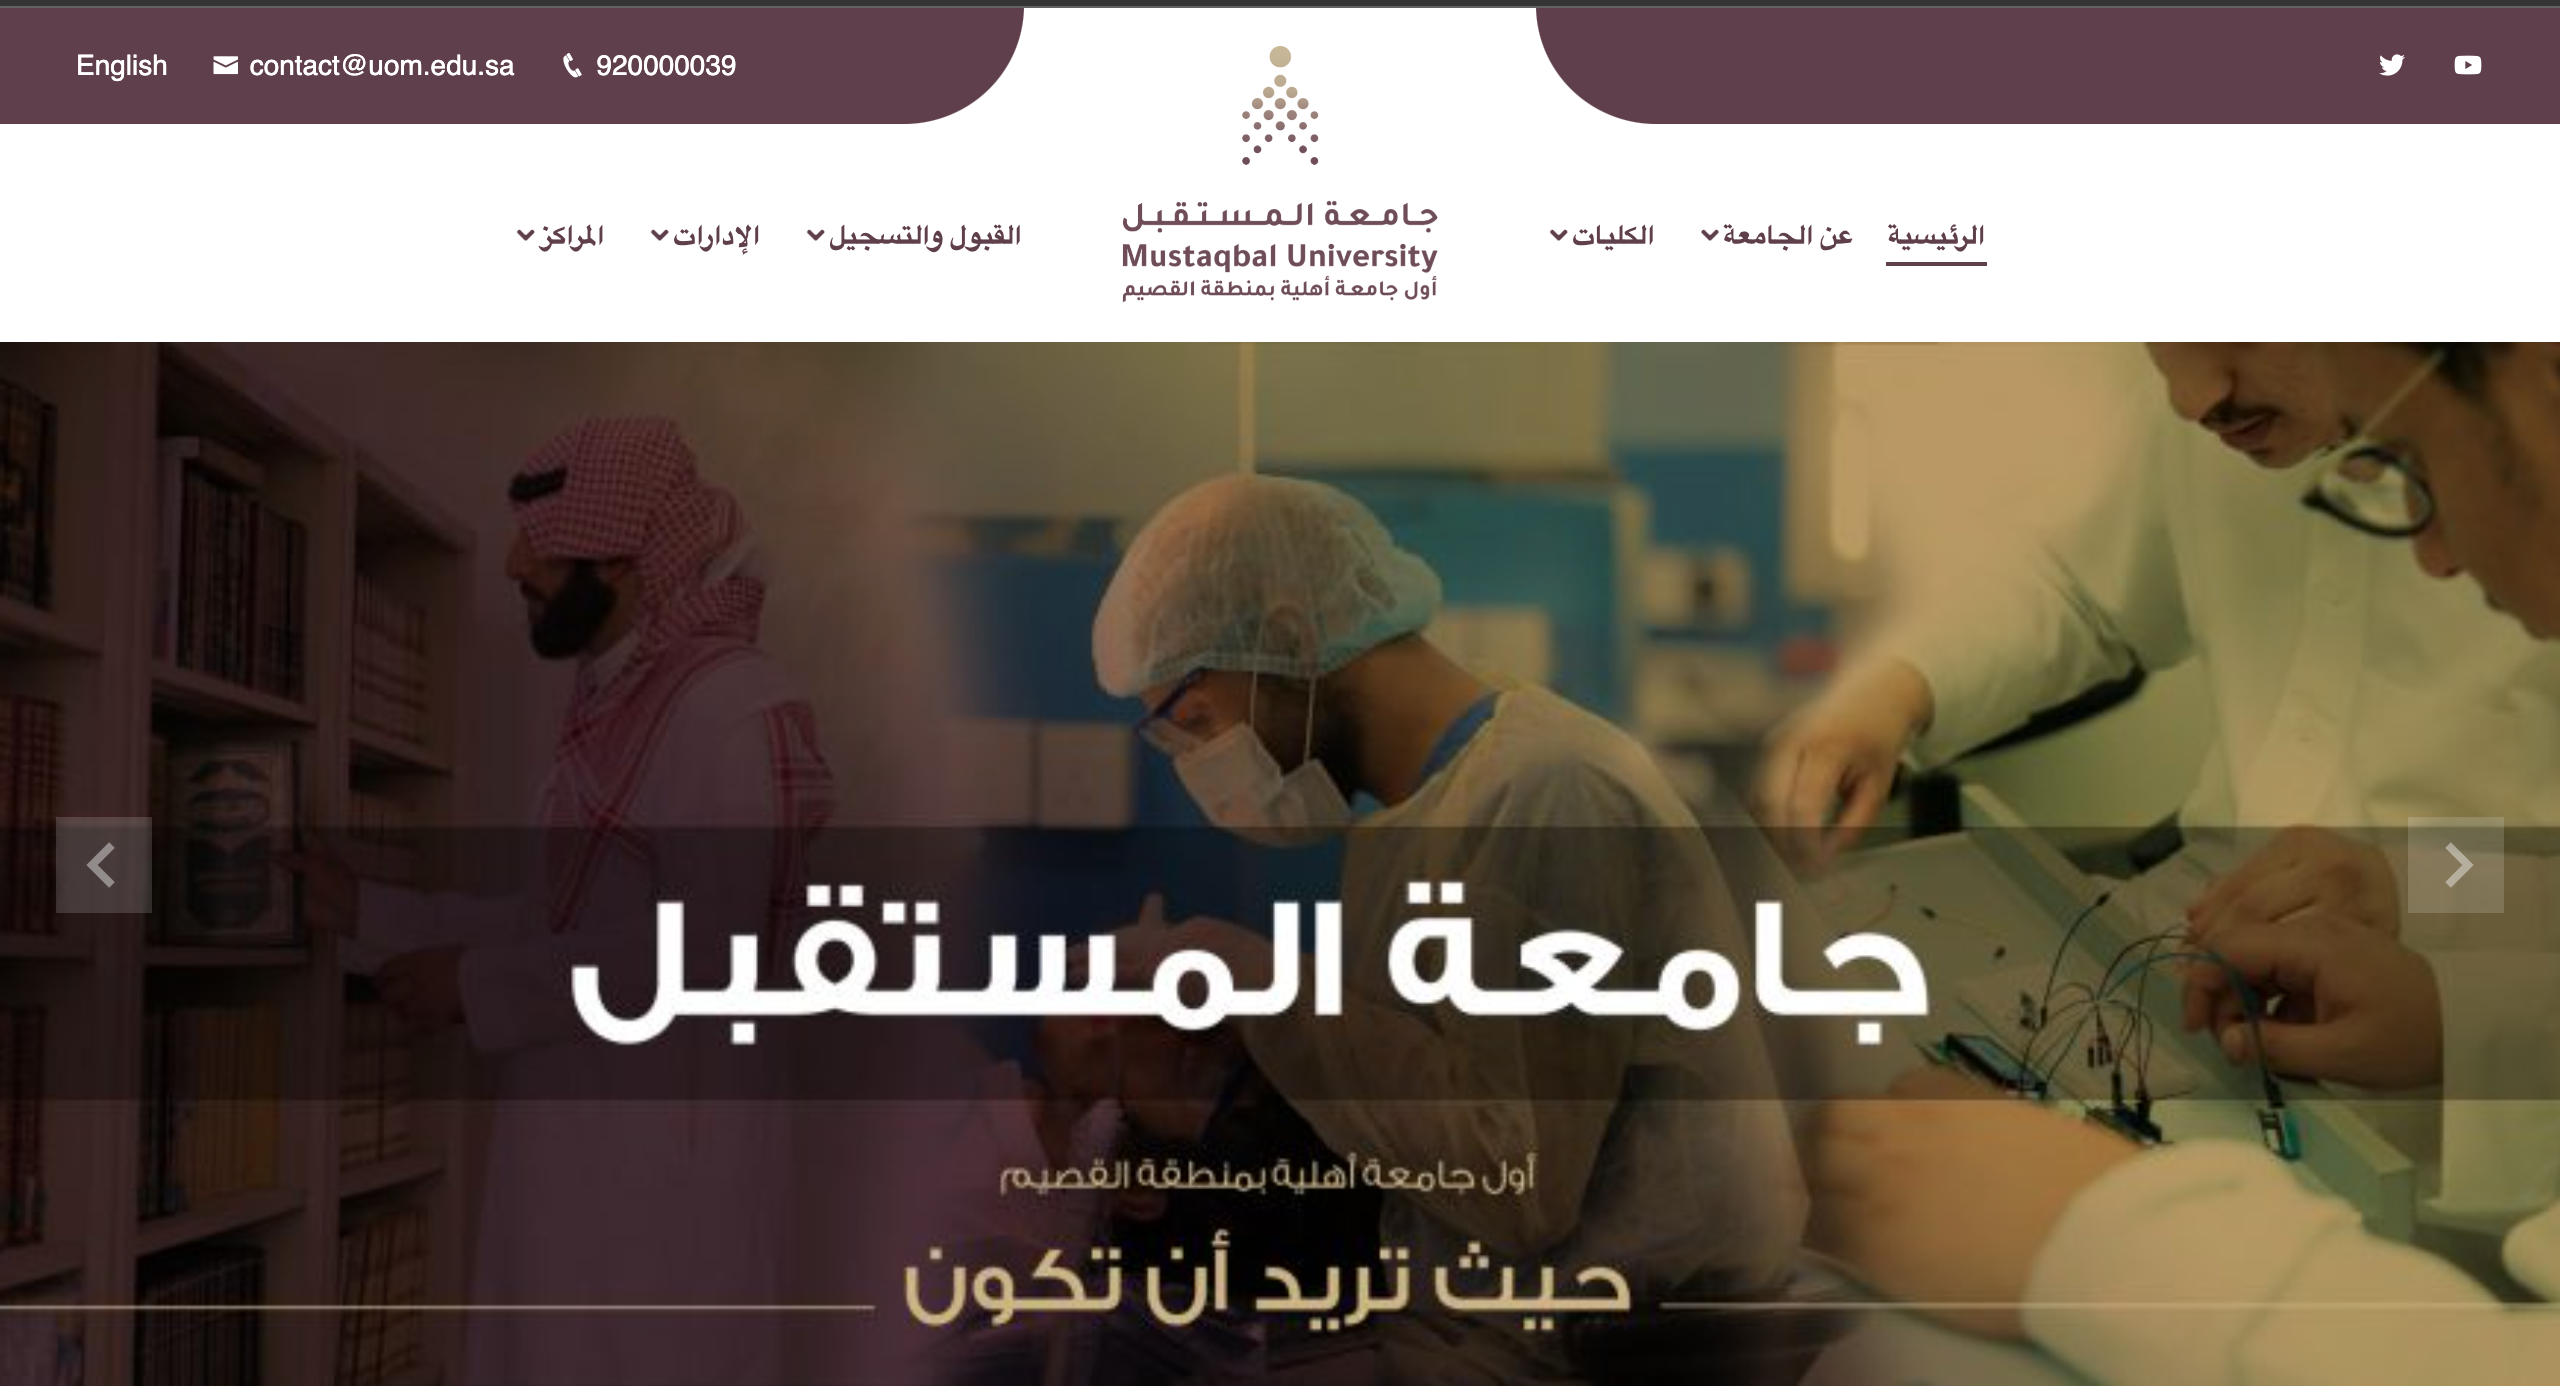 English contact@uom.edu.sa 920000039
جامعة المستقبل
Mustaqbal University
أول جامعة أهلية بمنطقة القصيم
الرئيسية عن الجامعة الكليات القبول والتسجيل الإدارات المراكز
جامعة المستقبل
أول جامعة أهلية بمنطقة القصيم
حيث تريد أن تكون